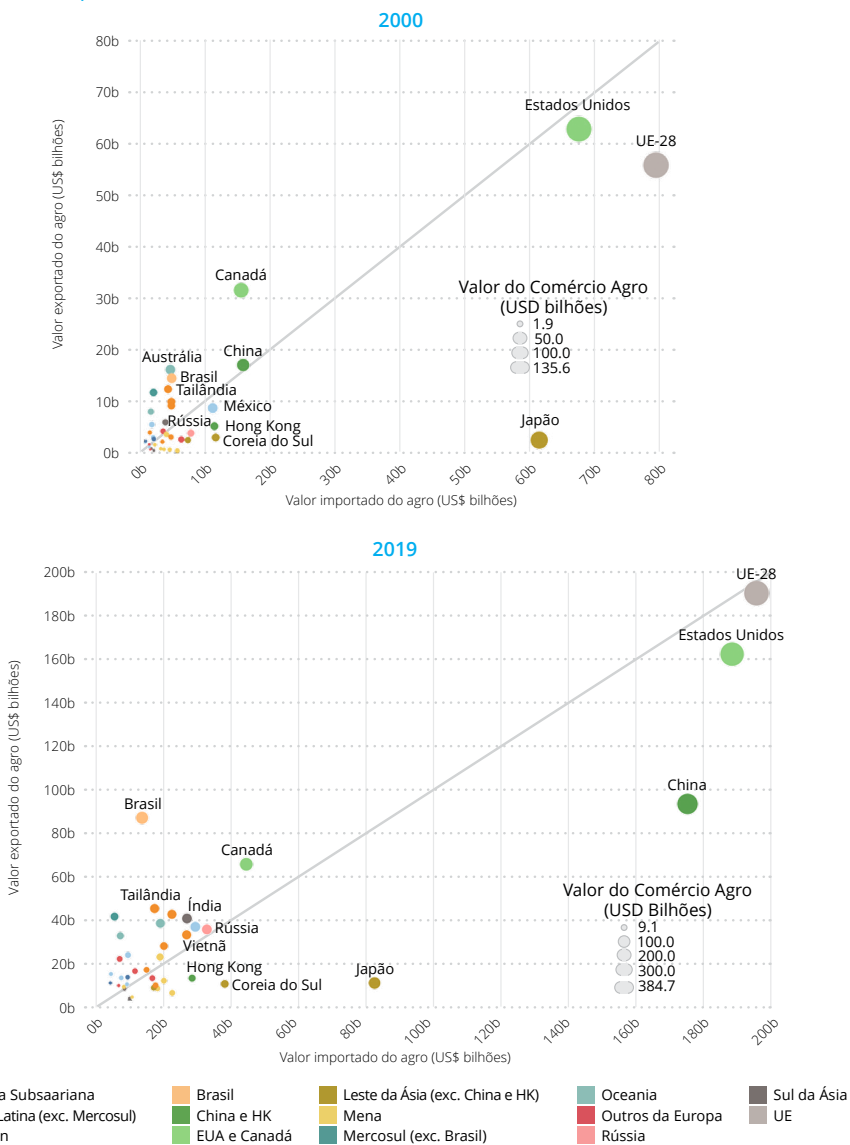 2000
80b
70b
60b
50b
40b
30b
20b
10b
0b
Valor exportado do agro (US$ bilhões)
Estados Unidos
UE-28
Canadá
Valor do Comércio Agro
(USD bilhões)
1.9
50.0
100.0
135.6
China
Austrália
Brasil
Tailândia
México
Japão
Rússia
Hong Kong
Coreia do Sul
0b
10b
20b
30b
40b
50b
60b
70b
80b
Valor importado do agro (US$ bilhões)
2019
200b
180b
160b
140b
120b
100b
80b
60b
40b
20b
0b
Valor exportado do agro (US$ bilhões)
UE-28
Estados Unidos
China
Brasil
Canadá
Valor do Comércio Agro
(USD Bilhões)
9.1
100.0
200.0
300.0
384.7
Tailândia
Índia
Rússia
Vietnã
Hong Kong
Japão
Coreia do Sul
0b
20b
40b
60b
80b
100b
120b
140b
160b
180b
200b
Valor importado do agro (US$ bilhões)
a Subsaariana Brasil Leste da Ásia (exc. China e HK) Oceania Sul da Ásia
Latina (exc. Mercosul) China e HK Mena Outros da Europa UE
n EUA e Canadá Mercosul (exc. Brasil) Rússia